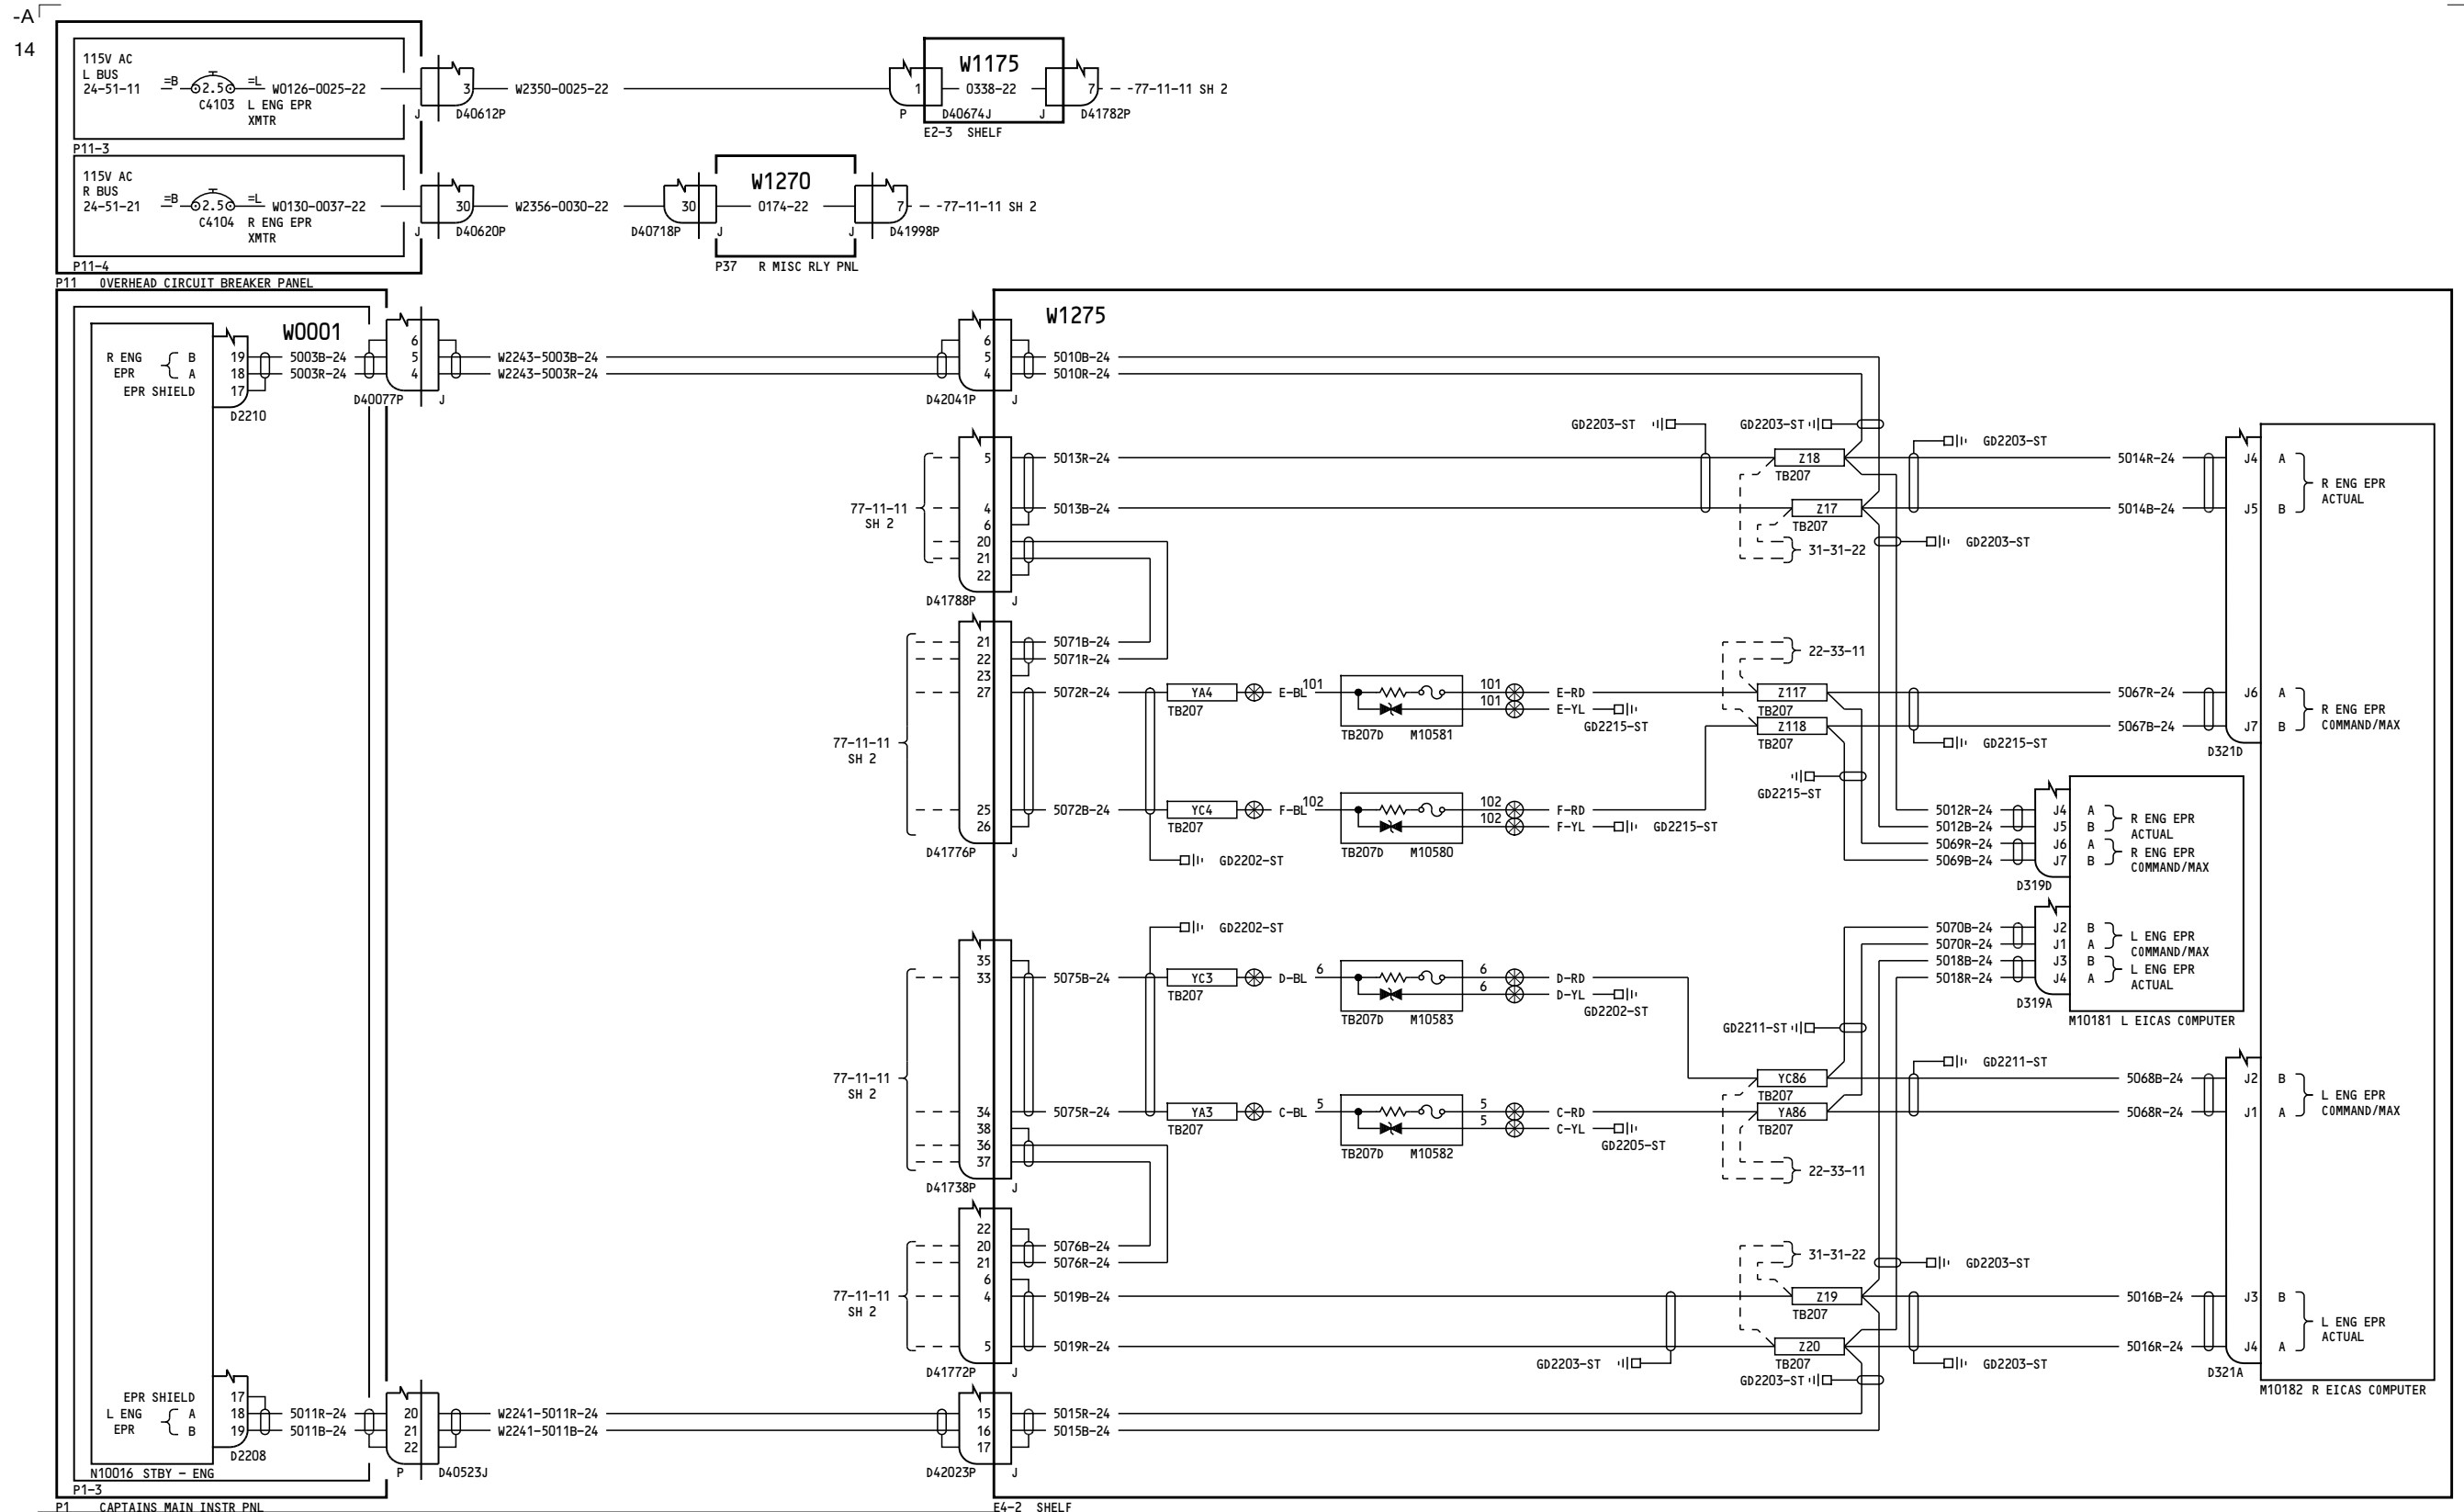 -A
14
115V AC
L BUS
24-51-11
=B
2.5
=L
W0126-0025-22
C4103
L ENG EPR
XMTR
J
3
D40612P
W2350-0025-22
1
P
W1175
0338-22
D40674J
J
7
D41782P
-77-11-11 SH 2
E2-3 SHELF
P11-3
115V AC
R BUS
24-51-21
=B
2.5
=L
W0130-0037-22
C4104
R ENG EPR
XMTR
J
30
D40620P
W2356-0030-22
30
D40718P
J
W1270
0174-22
J
7
D41998P
-77-11-11 SH 2
P37 R MISC RLY PNL
P11-4
P11 OVERHEAD CIRCUIT BREAKER PANEL
W0001
R ENG
EPR
B
A
EPR SHIELD
19
18
17
D2210
5003B-24
5003R-24
6
5
4
D40077P
J
W2243-5003B-24
W2243-5003R-24
6
5
4
D42041P
J
W1275
5010B-24
5010R-24
GD2203-ST
GD2203-ST
GD2203-ST
77-11-11
SH 2
5
4
6
20
21
22
D41788P
J
5013R-24
5013B-24
Z18
TB207
Z17
TB207
31-31-22
GD2203-ST
5014R-24
5014B-24
J4
J5
A
B
R ENG EPR
ACTUAL
77-11-11
SH 2
21
22
23
27
25
26
D41776P
J
5071B-24
5071R-24
5072R-24
YA4
TB207
E-BL
101
TB207D
M10581
101
101
E-RD
E-YL
GD2215-ST
22-33-11
Z117
TB207
Z118
TB207
GD2215-ST
GD2215-ST
5067R-24
5067B-24
J6
J7
A
B
R ENG EPR
COMMAND/MAX
D321D
5072B-24
YC4
TB207
F-BL
102
TB207D
M10580
102
102
F-RD
F-YL
GD2215-ST
GD2202-ST
5012R-24
5012B-24
5069R-24
5069B-24
J4
J5
J6
J7
A
B
A
B
R ENG EPR
ACTUAL
R ENG EPR
COMMAND/MAX
D319D
GD2202-ST
77-11-11
SH 2
35
33
34
38
36
37
D41738P
J
5075B-24
YC3
TB207
D-BL
6
TB207D
M10583
6
6
D-RD
D-YL
GD2202-ST
5070B-24
5070R-24
5018B-24
5018R-24
J2
J1
J3
J4
B
A
B
A
L ENG EPR
COMMAND/MAX
L ENG EPR
ACTUAL
D319A
M10181 L EICAS COMPUTER
GD2211-ST
GD2211-ST
5075R-24
YA3
TB207
C-BL
5
TB207D
M10582
5
5
C-RD
C-YL
GD2205-ST
YC86
TB207
YA86
TB207
22-33-11
5068B-24
5068R-24
J2
J1
B
A
L ENG EPR
COMMAND/MAX
77-11-11
SH 2
22
20
21
6
4
5
D41772P
J
5076B-24
5076R-24
5019B-24
5019R-24
31-31-22
GD2203-ST
Z19
TB207
Z20
TB207
GD2203-ST
GD2203-ST
GD2203-ST
5016B-24
5016R-24
J3
J4
B
A
L ENG EPR
ACTUAL
D321A
M10182 R EICAS COMPUTER
EPR SHIELD
L ENG
EPR
A
B
17
18
19
D2208
5011R-24
5011B-24
20
21
22
P
D40523J
W2241-5011R-24
W2241-5011B-24
15
16
17
D42023P
J
5015R-24
5015B-24
N10016 STBY - ENG
P1-3
P1 CAPTAINS MAIN INSTR PNL
E4-2 SHELF